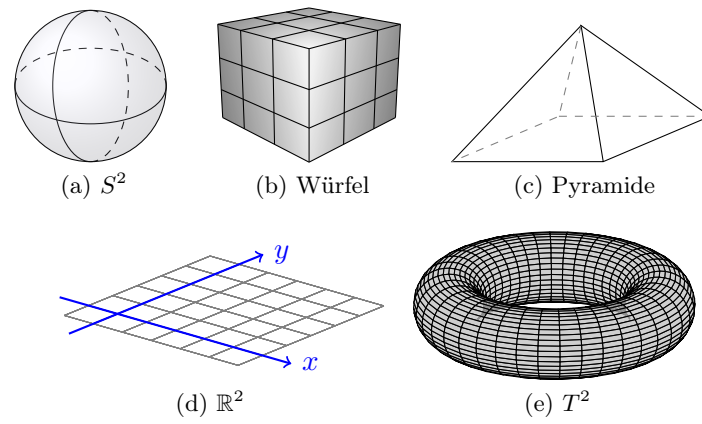 (a) S²
(b) Würfel
(c) Pyramide
y
x
(d) ℝ²
(e) T²